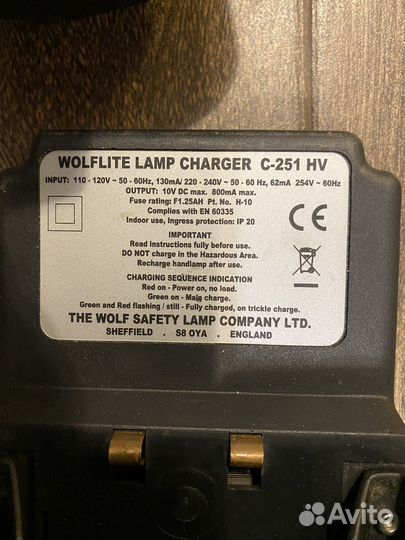 WOLFLITE LAMP CHARGER C-251 HV
INPUT: 110 - 120V ~ 50 - 60Hz, 130mA/ 220 - 240V ~ 50 - 60 Hz, 62mA 254V ~ 60Hz
OUTPUT: 10V DC max. 800mA max.
Fuse rating: F1.25AH Pt. No. H-10
Complies with EN 60335
Indoor use, Ingress protection: IP 20
CE
IMPORTANT
Read instructions fully before use.
DO NOT charge in the Hazardous Area.
Recharge handlamp after use.
CHARGING SEQUENCE INDICATION
Red on - Power on, no load.
Green on - Main charge.
Green and Red flashing / still - Fully charged, on trickle charge.
THE WOLF SAFETY LAMP COMPANY LTD.
SHEFFIELD . S8 OYA . ENGLAND
Avito